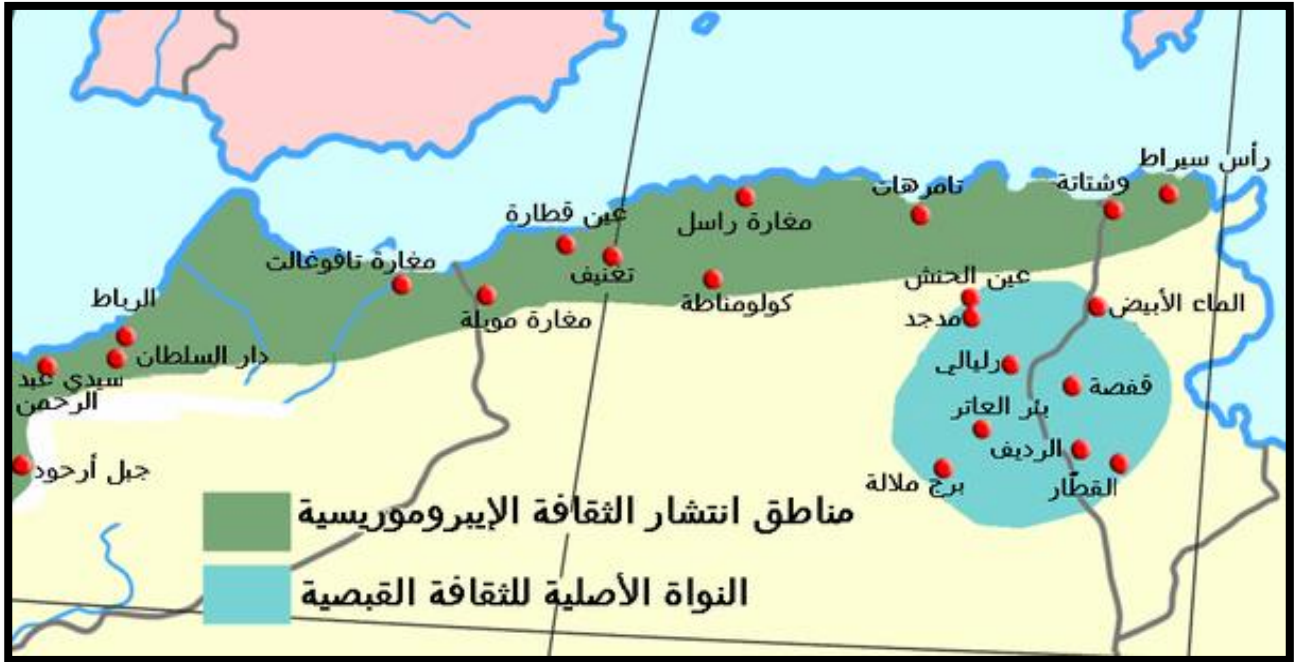 رأس سيراط
وشتاتة
تامرهات
مغارة راسل
عين قطارة
تغنيف
كولومناطة
مغارة تافوغالت
مغارة مويلة
الرباط
دار السلطان
سيدي عبد
الرحمن
جبل أرحود
عين الحنش
مدجد
الماء الأبيض
رليالي
قفصة
بئر العاتر
الرديف
برج ملالة
القطّار
مناطق انتشار الثقافة الإيبروموريسية
النواة الأصلية للثقافة القبصية